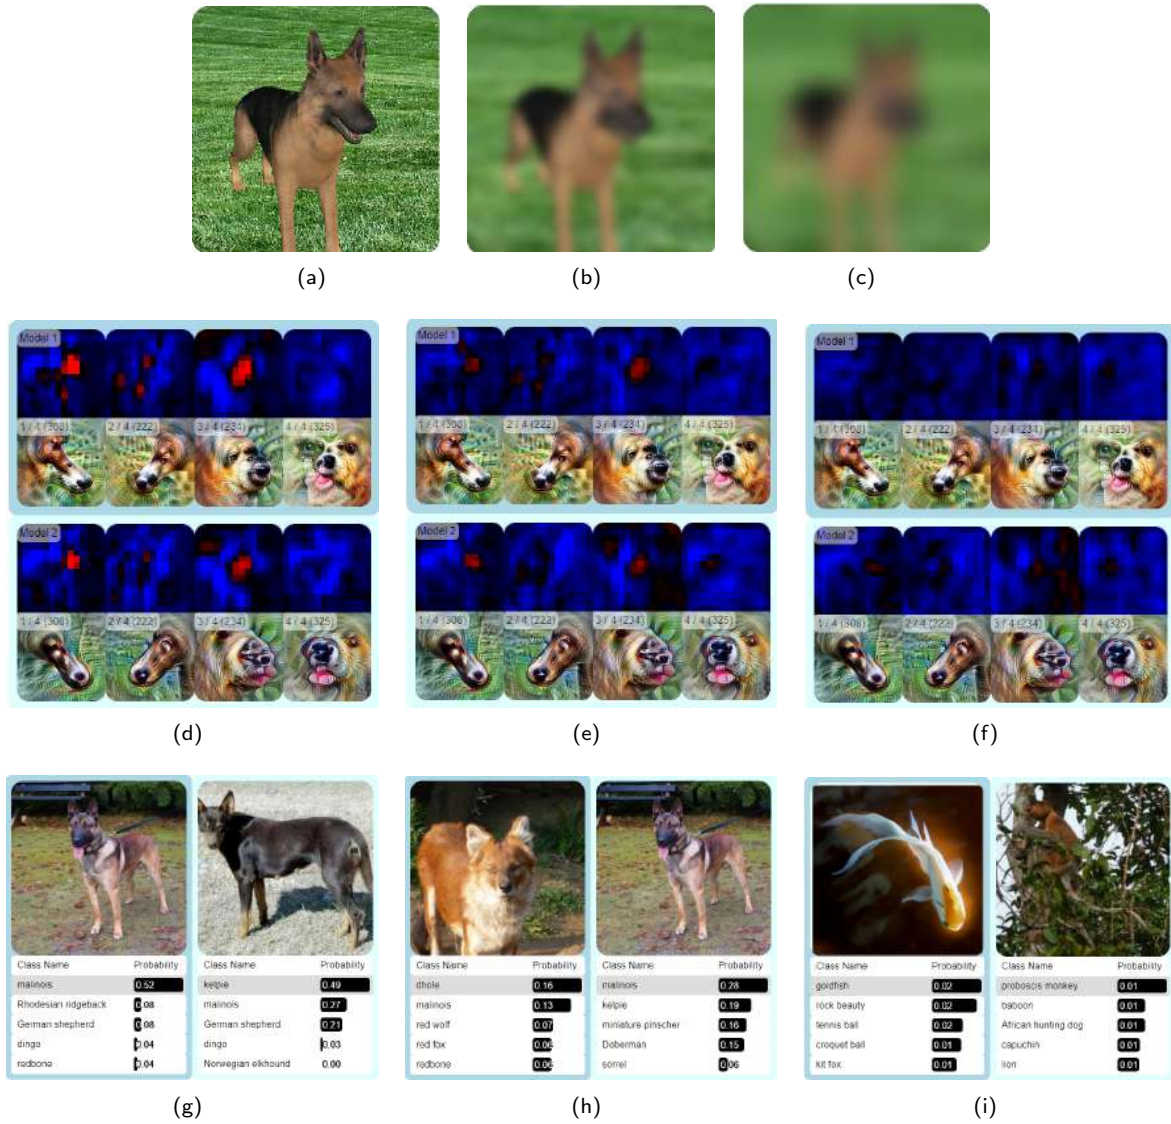 (a) (b) (c)
Model 1 Model 1 Model 1
1 / 4 (308) 2 / 4 (222) 3 / 4 (234) 4 / 4 (325) 1 / 4 (308) 2 / 4 (222) 3 / 4 (234) 4 / 4 (325) 1 / 4 (308) 2 / 4 (222) 3 / 4 (234) 4 / 4 (325)
Model 2 Model 2 Model 2
1 / 4 (308) 2 / 4 (222) 3 / 4 (234) 4 / 4 (325) 1 / 4 (308) 2 / 4 (222) 3 / 4 (234) 4 / 4 (325) 1 / 4 (308) 2 / 4 (222) 3 / 4 (234) 4 / 4 (325)
(d) (e) (f)
Class Name Probability Class Name Probability Class Name Probability Class Name Probability Class Name Probability Class Name Probability
malinois 0.52 kelpie 0.49 dhole 0.16 malinois 0.28 goldfish 0.02 proboscis monkey 0.01
Rhodesian ridgeback 0.08 malinois 0.27 malinois 0.13 kelpie 0.19 rock beauty 0.02 baboon 0.01
German shepherd 0.08 German shepherd 0.21 red wolf 0.07 miniature pinscher 0.16 tennis ball 0.02 African hunting dog 0.01
dingo 0.04 dingo 0.03 red fox 0.06 Doberman 0.15 croquet ball 0.01 capuchin 0.01
redbone 0.04 Norwegian elkhound 0.00 redbone 0.06 sorrel 0.06 kit fox 0.01 lion 0.01
(g) (h) (i)